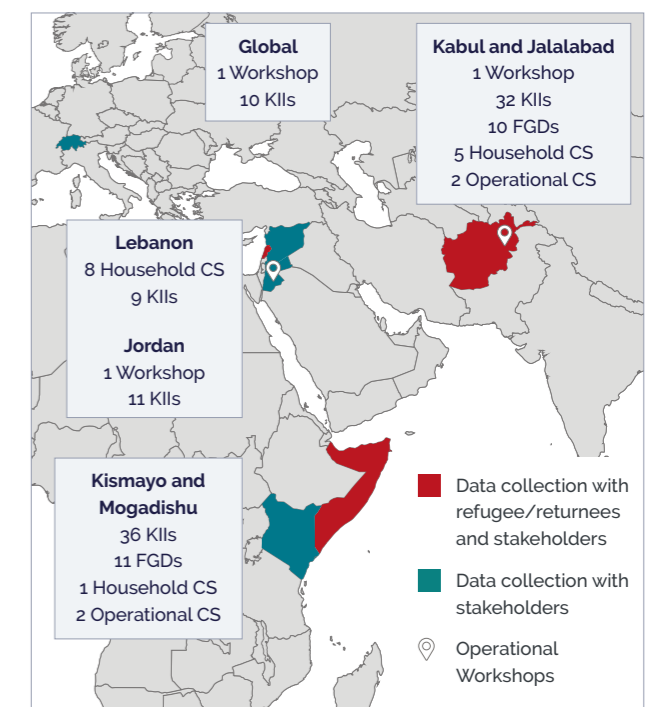 Global
1 Workshop
10 KIIs
Kabul and Jalalabad
1 Workshop
32 KIIs
10 FGDs
5 Household CS
2 Operational CS
Lebanon
8 Household CS
9 KIIs
Jordan
1 Workshop
11 KIIs
Kismayo and
Mogadishu
36 KIIs
11 FGDs
1 Household CS
2 Operational CS
Data collection with
refugee/returnees
and stakeholders
Data collection with
stakeholders
Operational
Workshops